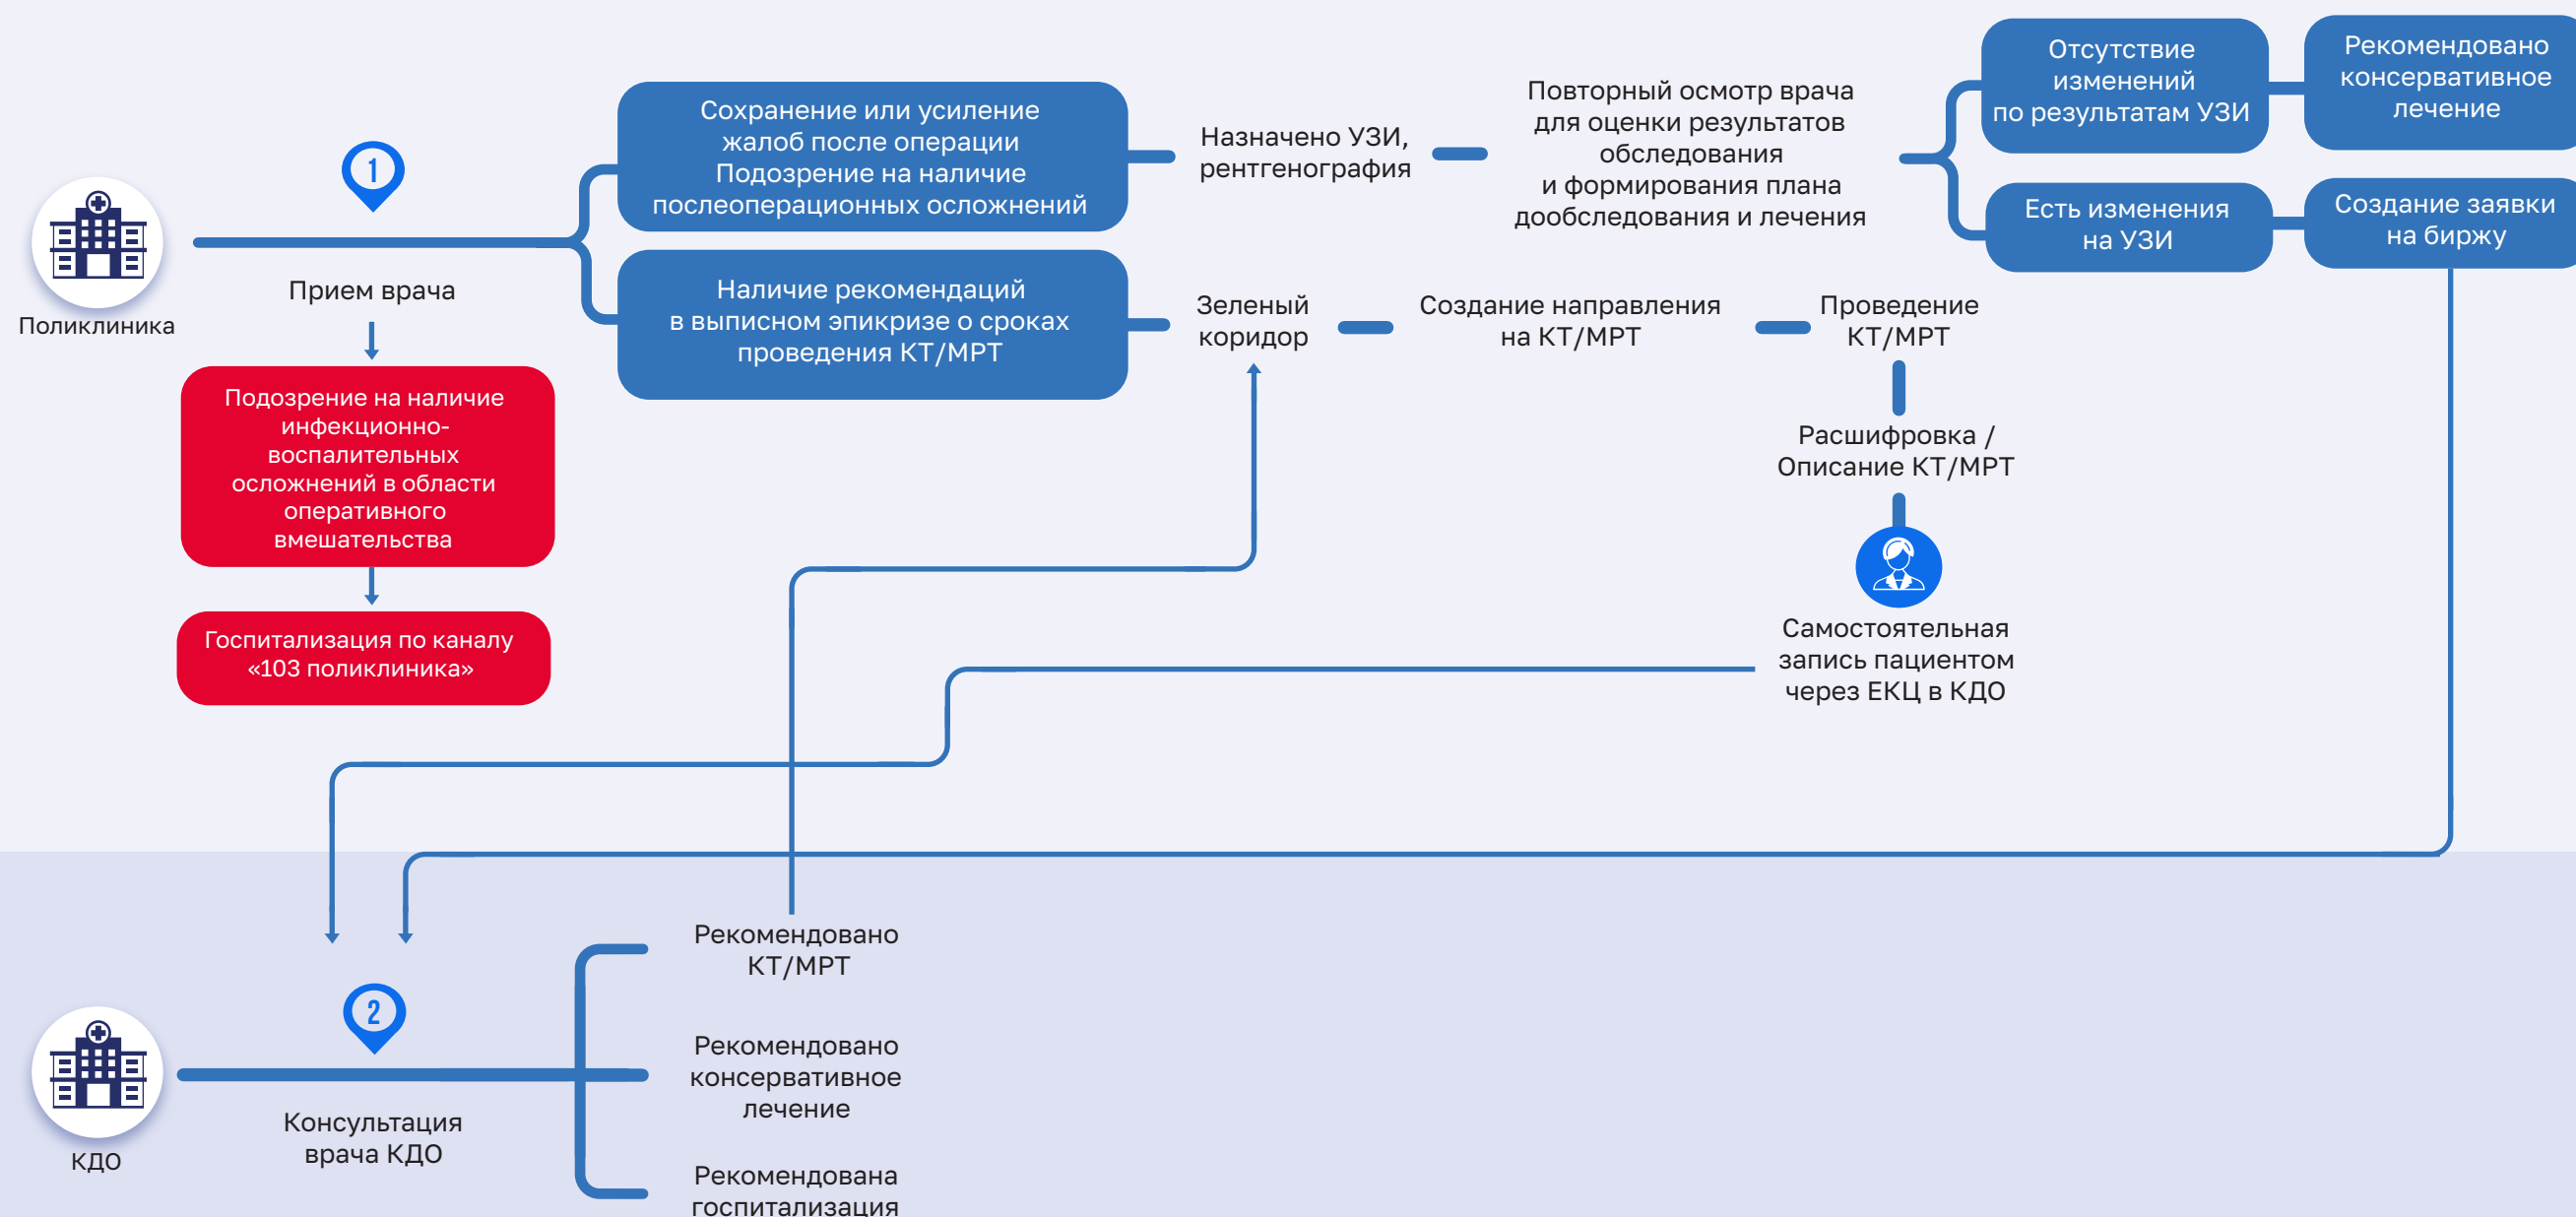 Поликлиника
1
Прием врача
Подозрение на наличие
инфекционно-
воспалительных
осложнений в области
оперативного
вмешательства
Госпитализация по каналу
«103 поликлиника»
Сохранение или усиление
жалоб после операции
Подозрение на наличие
послеоперационных осложнений
Назначено УЗИ,
рентгенография
Повторный осмотр врача
для оценки результатов
обследования
и формирования плана
дообследования и лечения
Отсутствие
изменений
по результатам УЗИ
Рекомендовано
консервативное
лечение
Есть изменения
на УЗИ
Создание заявки
на биржу
Наличие рекомендаций
в выписном эпикризе о сроках
проведения КТ/МРТ
Зеленый
коридор
Создание направления
на КТ/МРТ
Проведение
КТ/МРТ
Расшифровка /
Описание КТ/МРТ
Самостоятельная
запись пациентом
через ЕКЦ в КДО
КДО
2
Консультация
врача КДО
Рекомендовано
КТ/МРТ
Рекомендовано
консервативное
лечение
Рекомендована
госпитализация